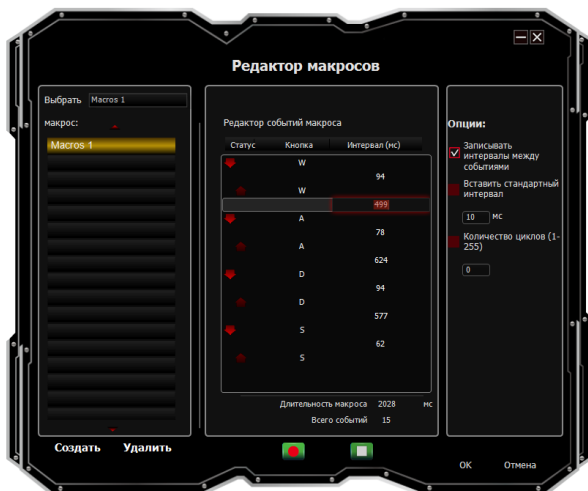 Редактор макросов
Выбрать Macros 1
макрос:
Macros 1
Создать Удалить
Редактор событий макроса
Статус Кнопка Интервал (мс)
W
94
W
499
A
78
A
624
D
94
D
577
S
62
S
Длительность макроса 2028 мс
Всего событий 15
Опции:
Записывать
интервалы между
событиями
Вставить стандартный
интервал
10 мс
Количество циклов (1-
255)
0
OK Отмена